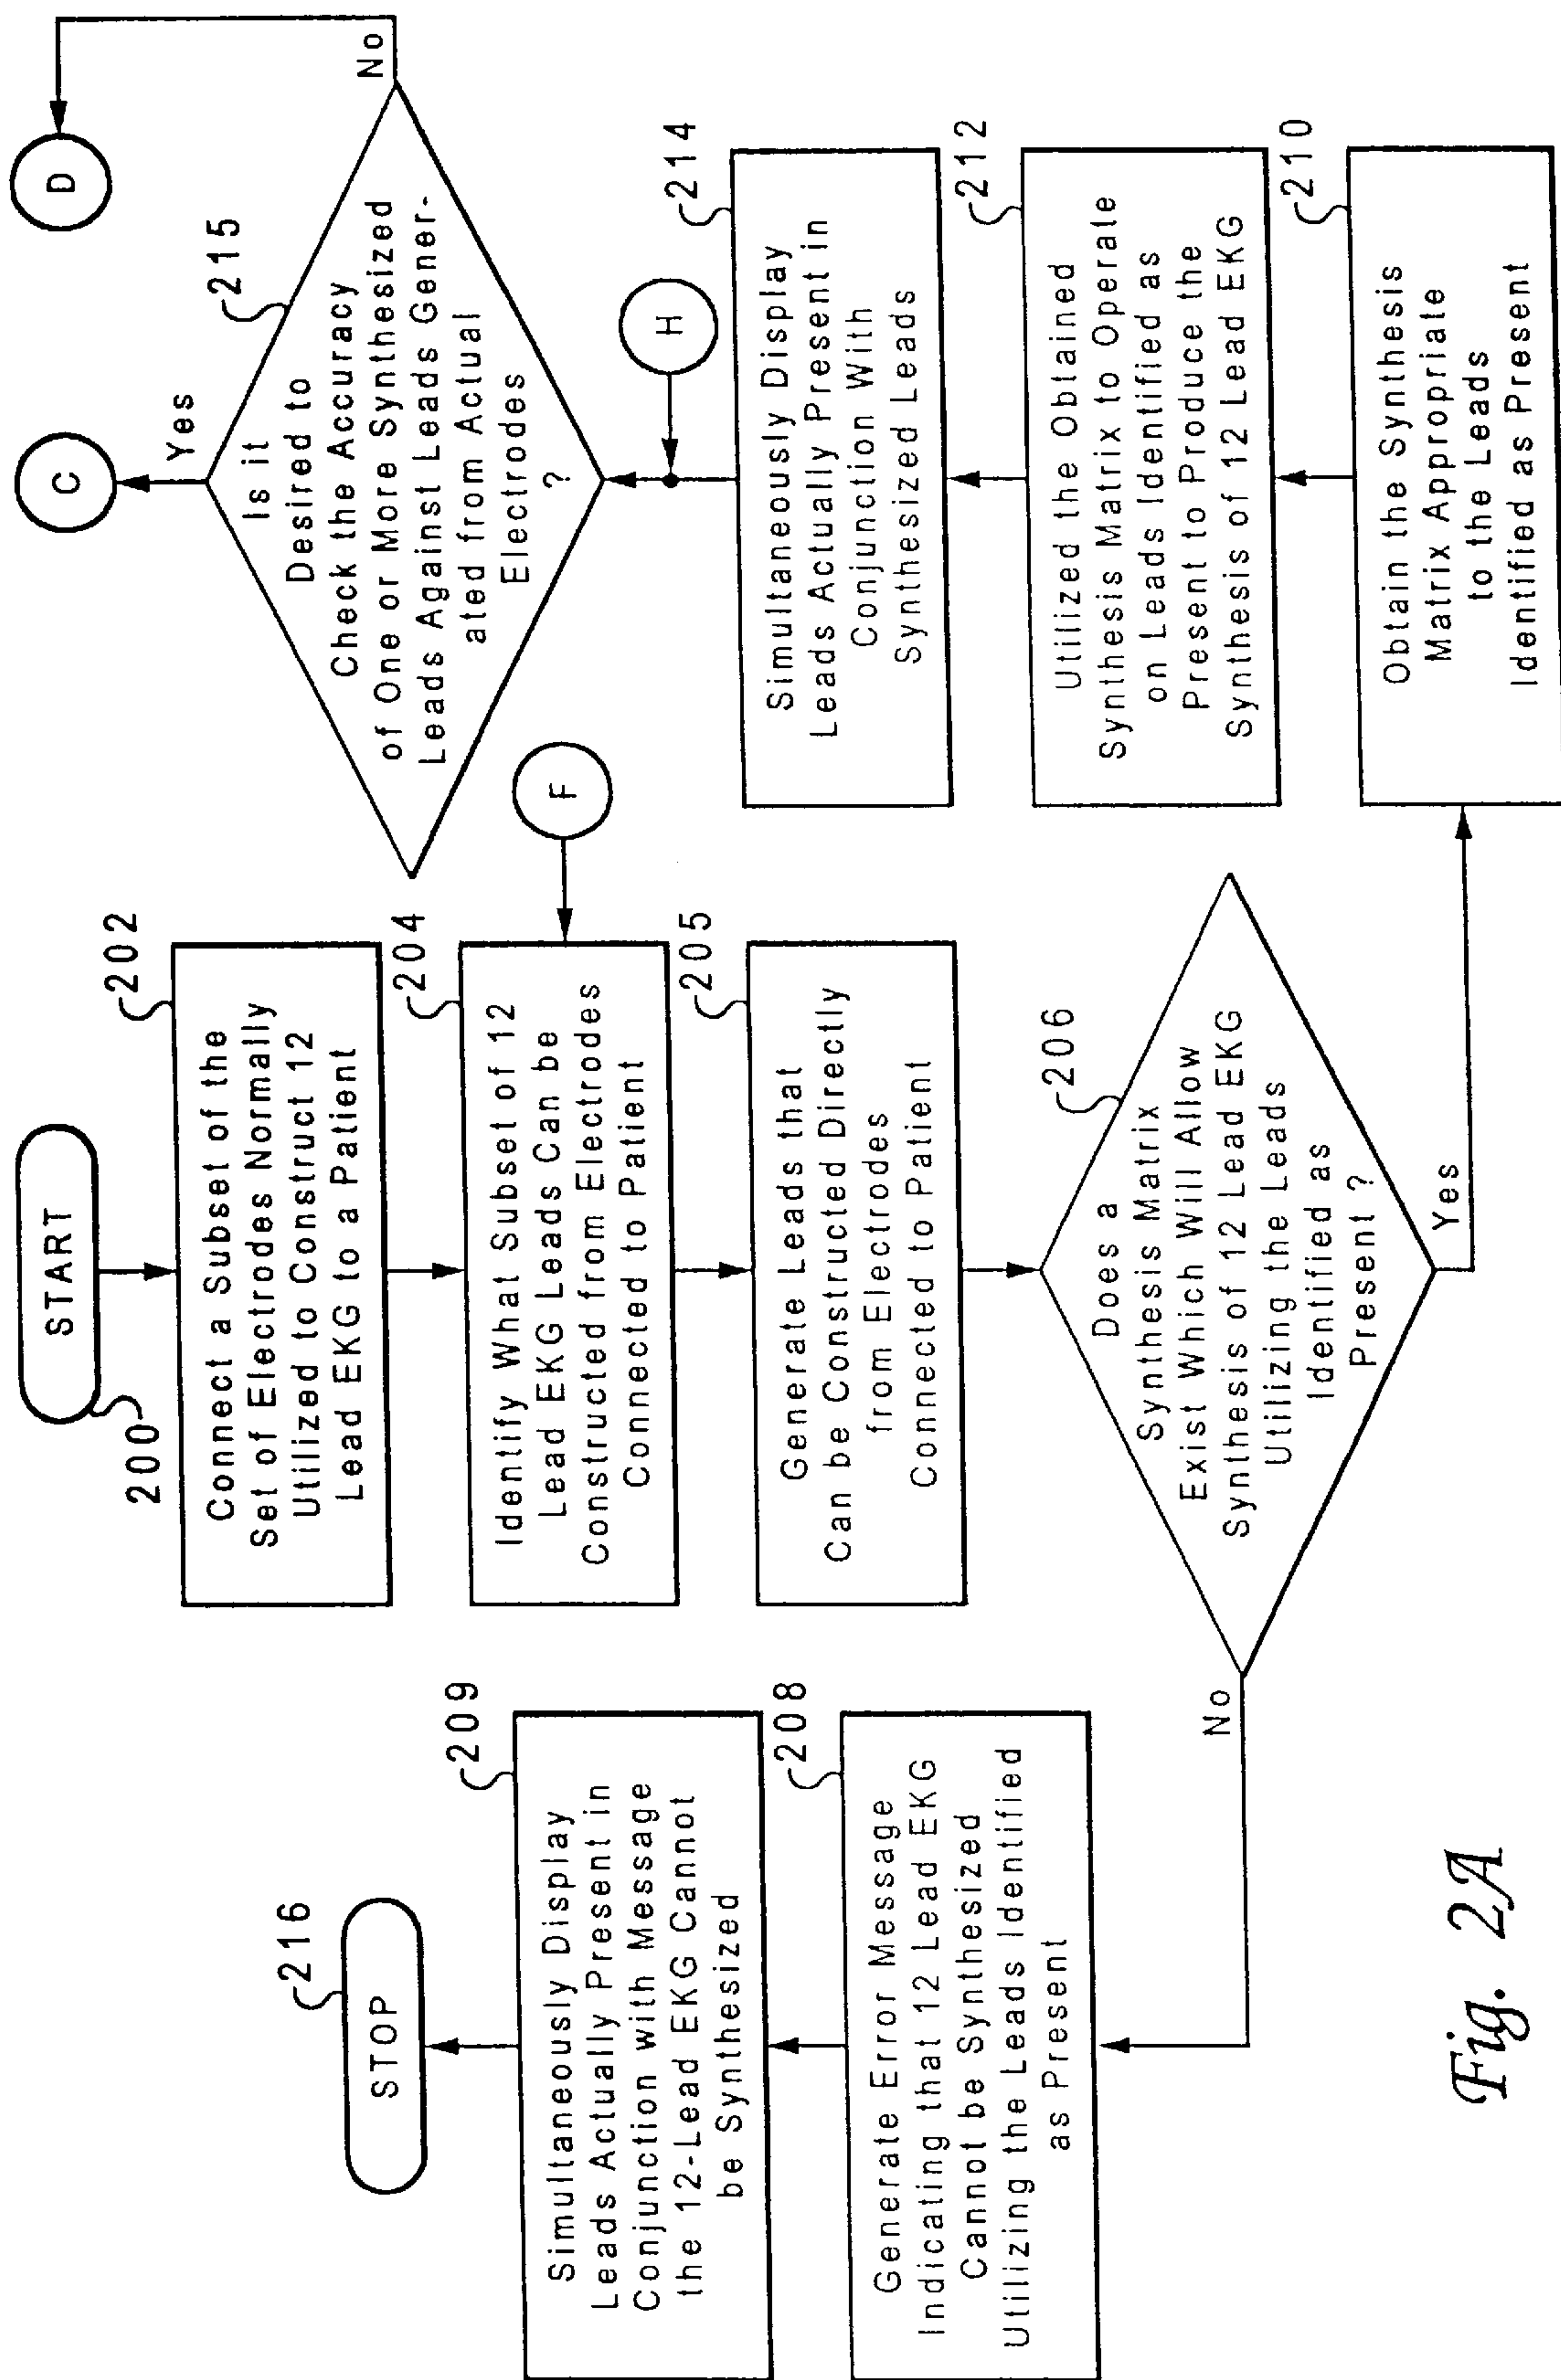 START
200
202
Connect a Subset of the
Set of Electrodes Normally
Utilized to Construct 12
Lead EKG to a Patient
204
Identify What Subset of 12
Lead EKG Leads Can be
Constructed from Electrodes
Connected to Patient
F
205
Generate Leads that
Can be Constructed Directly
from Electrodes
Connected to Patient
206
Does a
Synthesis Matrix
Exist Which Will Allow
Synthesis of 12 Lead EKG
Utilizing the Leads
Identified as
Present ?
No
Yes
208
Generate Error Message
Indicating that 12 Lead EKG
Cannot be Synthesized
Utilizing the Leads Identified
as Present
209
Simultaneously Display
Leads Actually Present in
Conjunction with Message
the 12-Lead EKG Cannot
be Synthesized
216
STOP
210
Obtain the Synthesis
Matrix Appropriate
to the Leads
Identified as Present
212
Utilized the Obtained
Synthesis Matrix to Operate
on Leads Identified as
Present to Produce the
Synthesis of 12 Lead EKG
214
Simultaneously Display
Leads Actually Present in
Conjunction With
Synthesized Leads
H
215
Is it
Desired to
Check the Accuracy
of One or More Synthesized
Leads Against Leads Gener-
ated from Actual
Electrodes
?
Yes
C
No
D
Fig. 2A